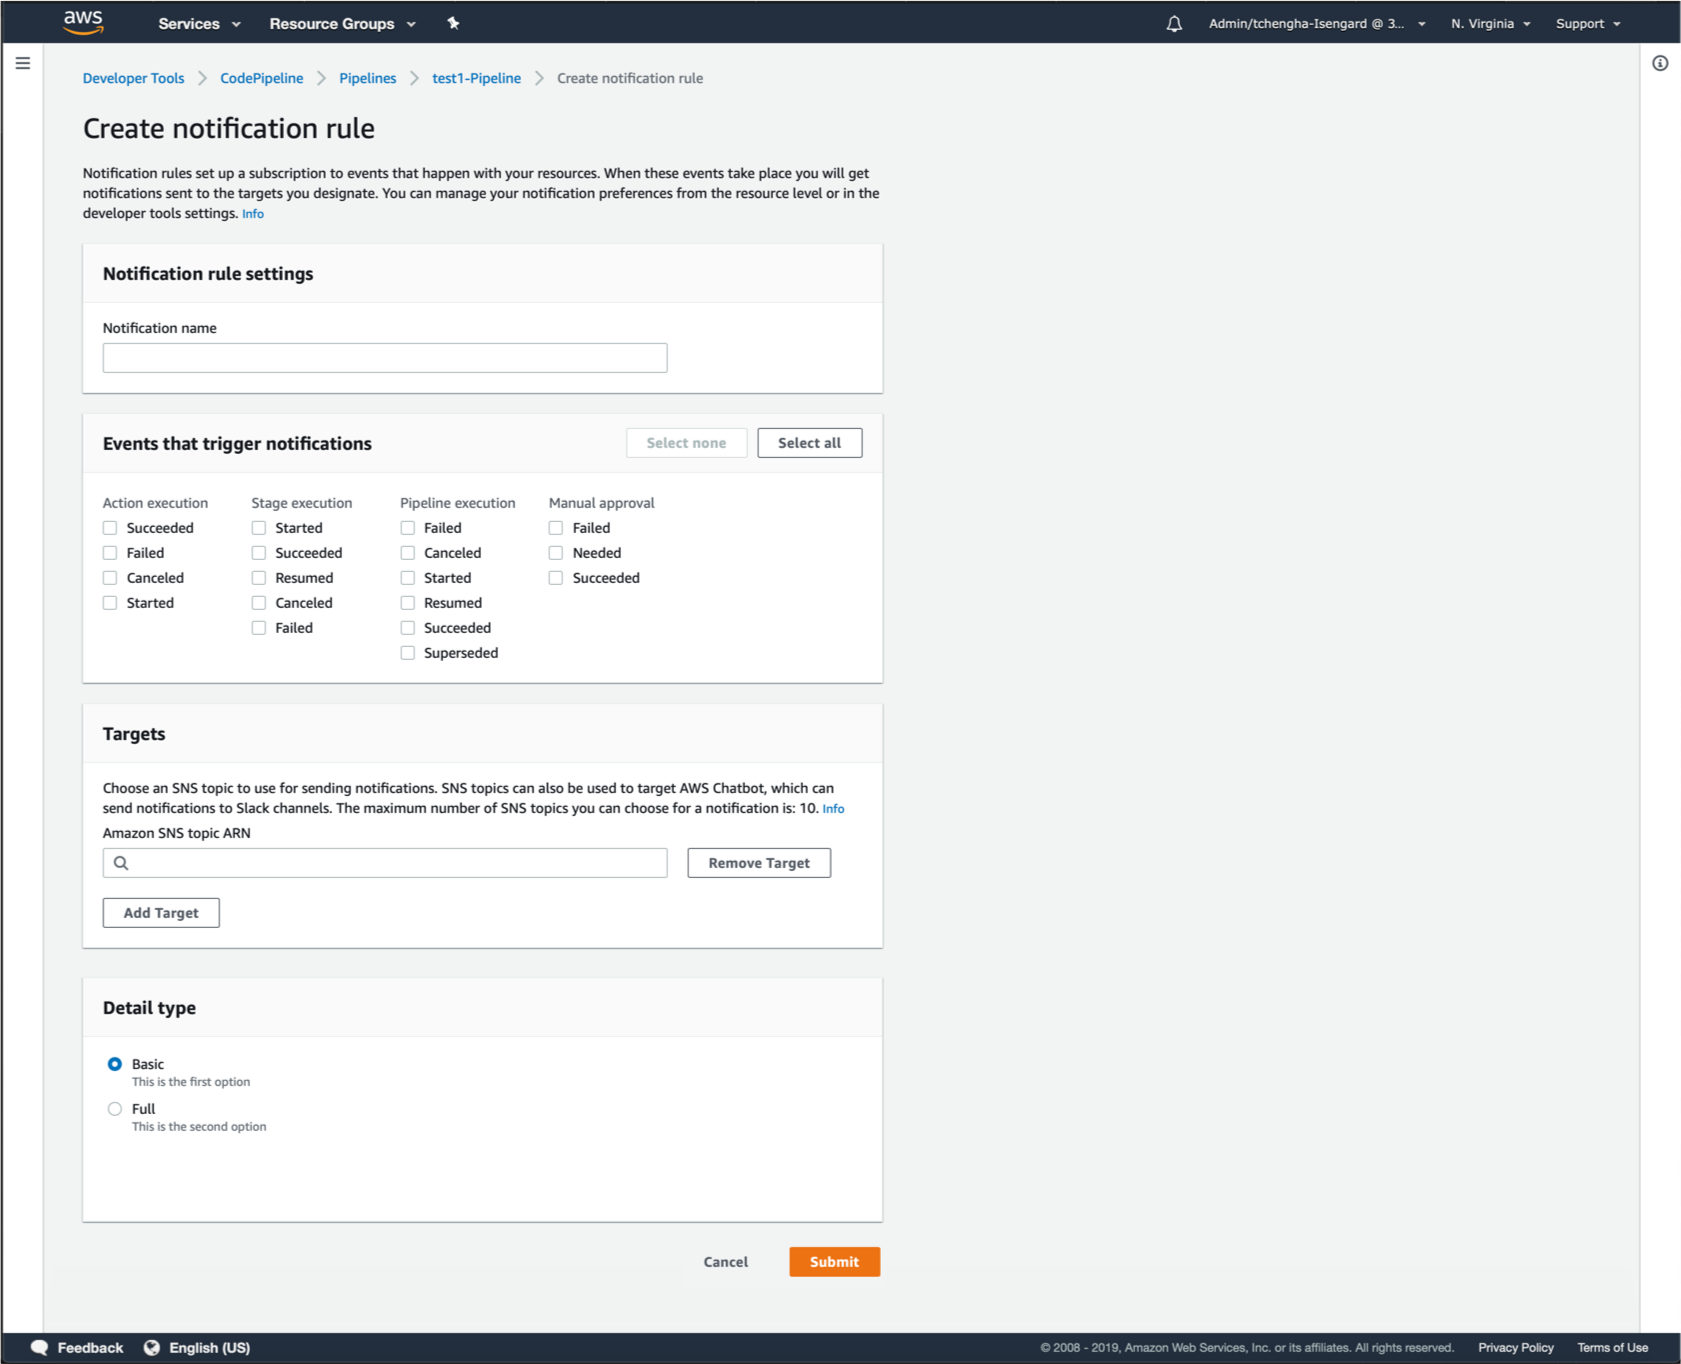 aws Services Resource Groups Admin/tchengha-Isengard @ 3... N. Virginia Support
Developer Tools CodePipeline Pipelines test1-Pipeline Create notification rule
Create notification rule
Notification rules set up a subscription to events that happen with your resources. When these events take place you will get
notifications sent to the targets you designate. You can manage your notification preferences from the resource level or in the
developer tools settings. Info
Notification rule settings
Notification name
Events that trigger notifications Select none Select all
Action execution Stage execution Pipeline execution Manual approval
Succeeded Started Failed Failed
Failed Succeeded Canceled Needed
Canceled Resumed Started Succeeded
Started Canceled Resumed
Failed Succeeded
Superseded
Targets
Choose an SNS topic to use for sending notifications. SNS topics can also be used to target AWS Chatbot, which can
send notifications to Slack channels. The maximum number of SNS topics you can choose for a notification is: 10. Info
Amazon SNS topic ARN
Remove Target
Add Target
Detail type
Basic
This is the first option
Full
This is the second option
Cancel Submit
Feedback English (US) © 2008 - 2019, Amazon Web Services, Inc. or its affiliates. All rights reserved. Privacy Policy Terms of Use